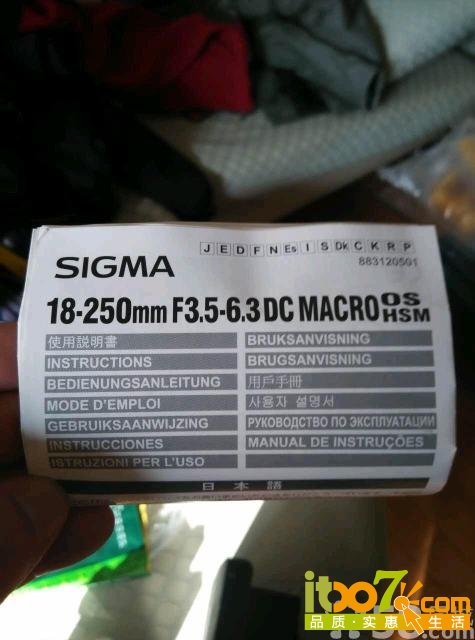 J E D F N Es I S Dk C K R P
883120501
SIGMA
18-250mm F3.5-6.3 DC MACRO OS HSM
使用説明書
INSTRUCTIONS
BEDIENUNGSANLEITUNG
MODE D'EMPLOI
GEBRUIKSAANWIJZING
INSTRUCCIONES
ISTRUZIONI PER L'USO
BRUKSANVISNING
BRUGSANVISNING
用戶手冊
사용자 설명서
РУКОВОДСТВО ПО ЭКСПЛУАТАЦИИ
MANUAL DE INSTRUÇÕES
日本語
itbo7.com
品质·实惠 生活